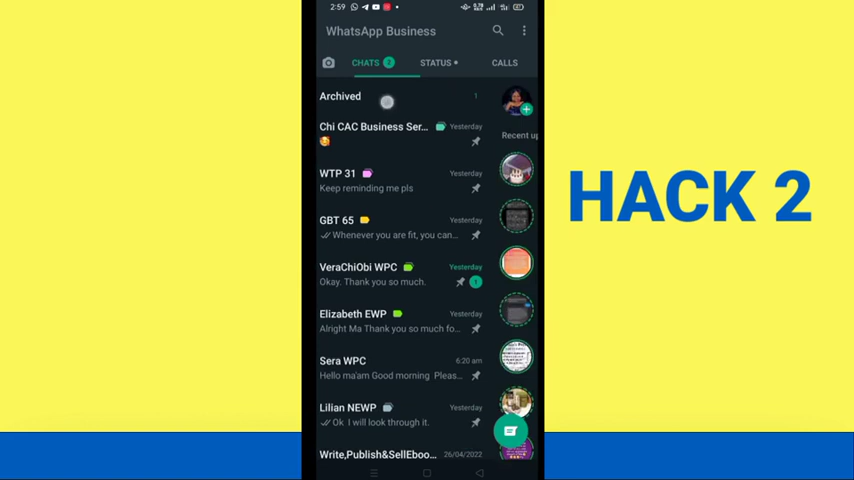 2:59
WhatsApp Business
CHATS 2
STATUS
CALLS
Archived
1
Chi CAC Business Ser...
Yesterday
WTP 31
Yesterday
Keep reminding me pls
GBT 65
Yesterday
Whenever you are fit, you can...
VeraChiObi WPC
Yesterday
Okay. Thank you so much.
1
Elizabeth EWP
Yesterday
Alright Ma Thank you so much fo...
Sera WPC
6:20 am
Hello ma'am Good morning Pleas...
Lilian NEWP
Yesterday
Ok I will look through it.
Write,Publish&SellEboo...
26/04/2022
Recent up
HACK 2